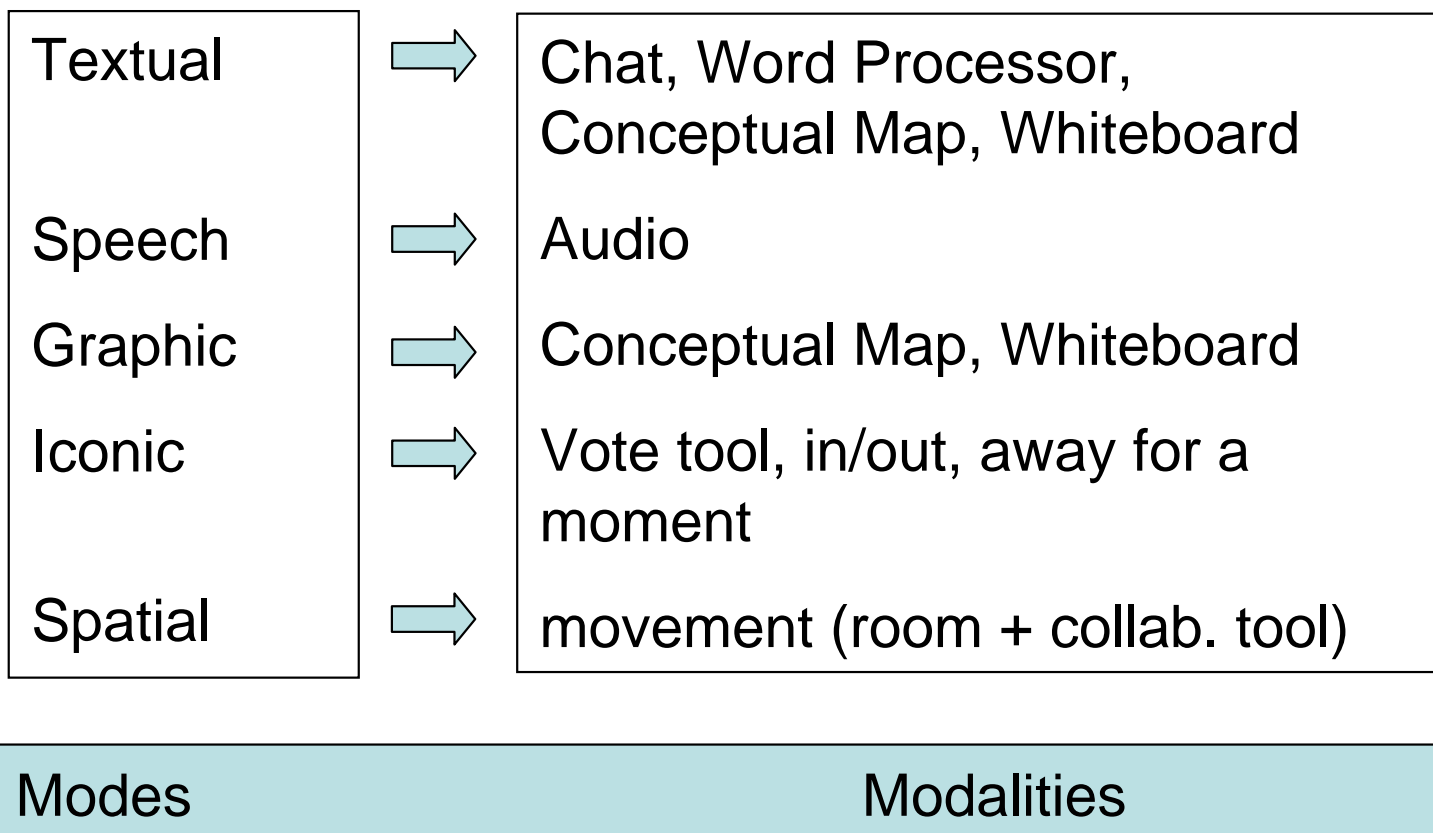 Textual
Chat, Word Processor,
Conceptual Map, Whiteboard
Speech
Audio
Graphic
Conceptual Map, Whiteboard
Iconic
Vote tool, in/out, away for a
moment
Spatial
movement (room + collab. tool)
Modes
Modalities